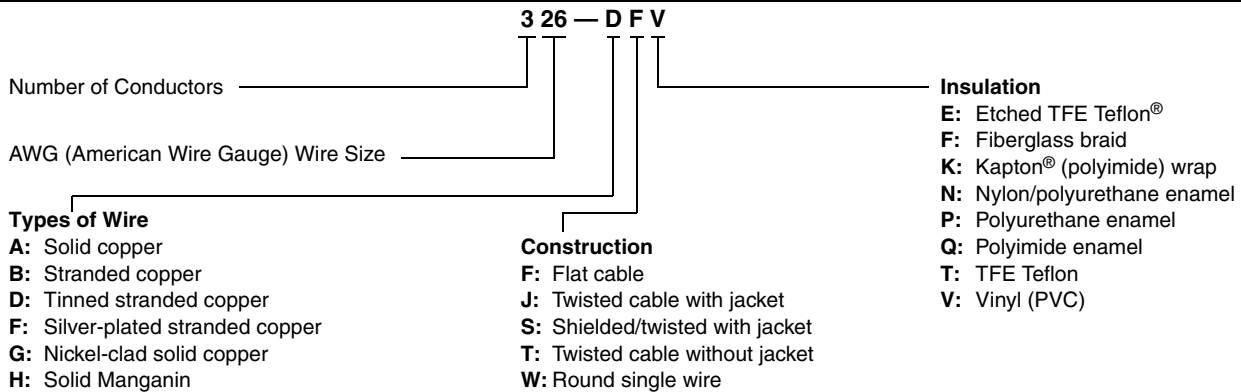 3 26 — D F V
Number of Conductors
AWG (American Wire Gauge) Wire Size
Types of Wire
A: Solid copper
B: Stranded copper
D: Tinned stranded copper
F: Silver-plated stranded copper
G: Nickel-clad solid copper
H: Solid Manganin
Construction
F: Flat cable
J: Twisted cable with jacket
S: Shielded/twisted with jacket
T: Twisted cable without jacket
W: Round single wire
Insulation
E: Etched TFE Teflon®
F: Fiberglass braid
K: Kapton® (polyimide) wrap
N: Nylon/polyurethane enamel
P: Polyurethane enamel
Q: Polyimide enamel
T: TFE Teflon
V: Vinyl (PVC)